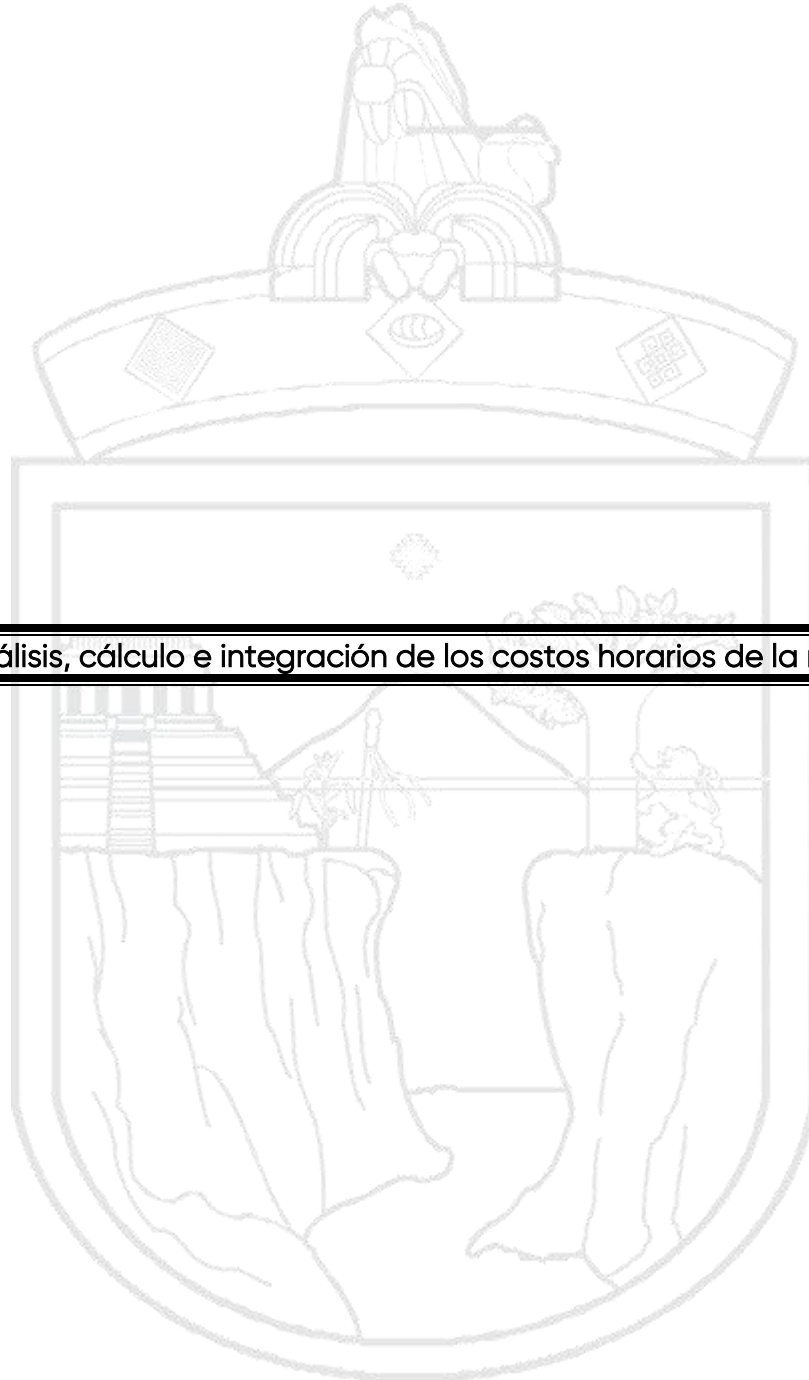 álisis, cálculo e integración de los costos horarios de la